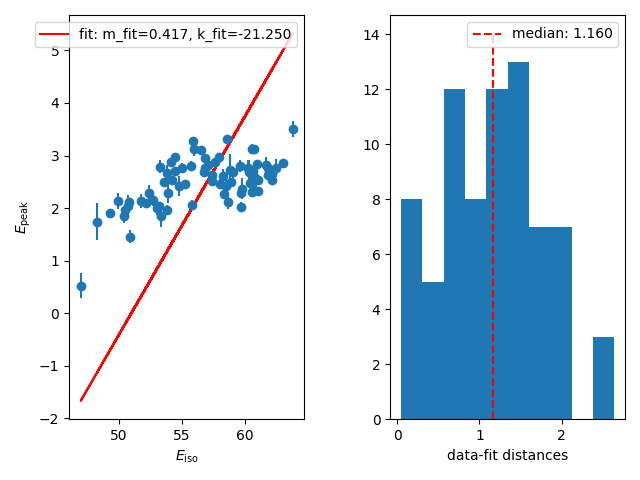 fit: m_fit=0.417, k_fit=-21.250
5
4
3
2
1
0
−1
−2
E_peak
50 55 60
E_iso
median: 1.160
14
12
10
8
6
4
2
0
0 1 2
data-fit distances